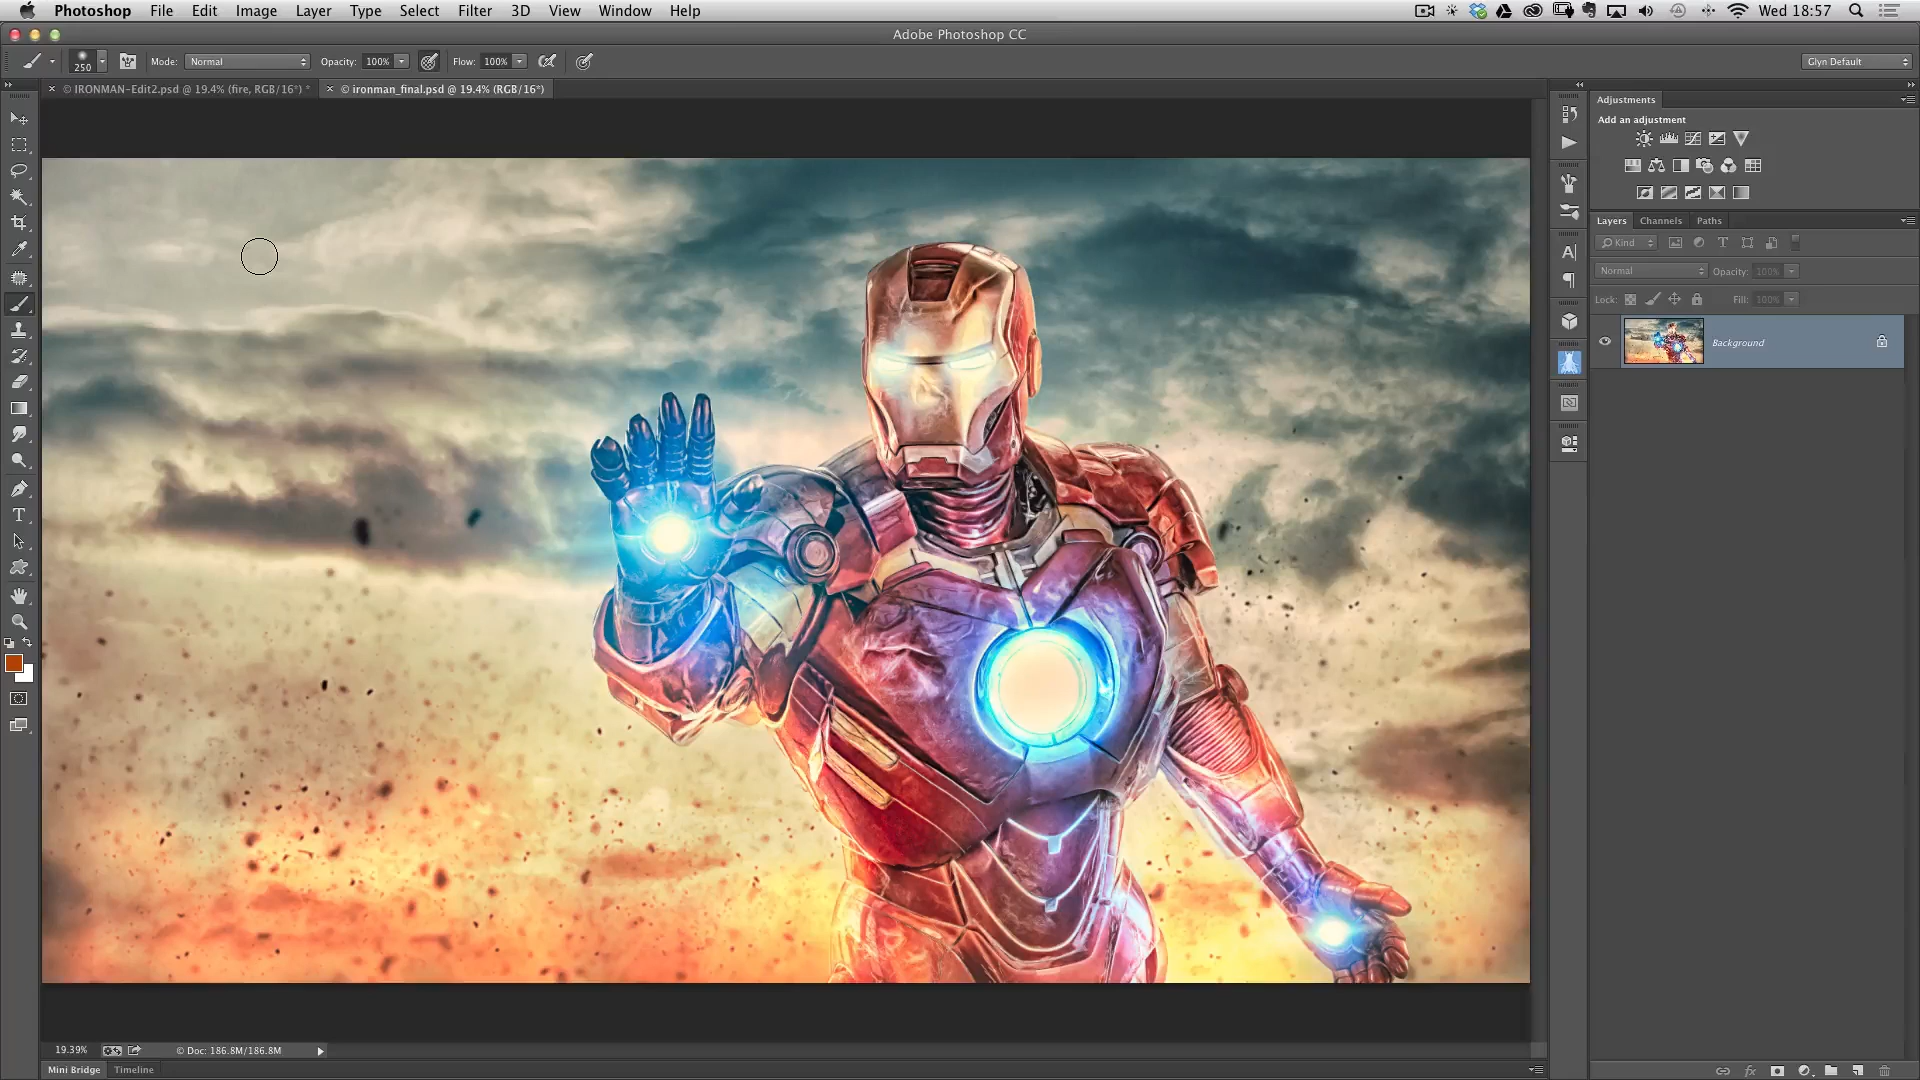 Photoshop File Edit Image Layer Type Select Filter 3D View Window Help Wed 18:57
Adobe Photoshop CC
250 Mode: Normal Opacity: 100% Flow: 100% Glyn Default
× © IRONMAN-Edit2.psd @ 19.4% (fire, RGB/16*) * × © ironman_final.psd @ 19.4% (RGB/16*)
Adjustments
Add an adjustment
Layers Channels Paths
Kind T
Normal Opacity: 100%
Lock: Fill: 100%
Background
A
T
19.39% © Doc: 186.8M/186.8M
fx
Mini Bridge Timeline